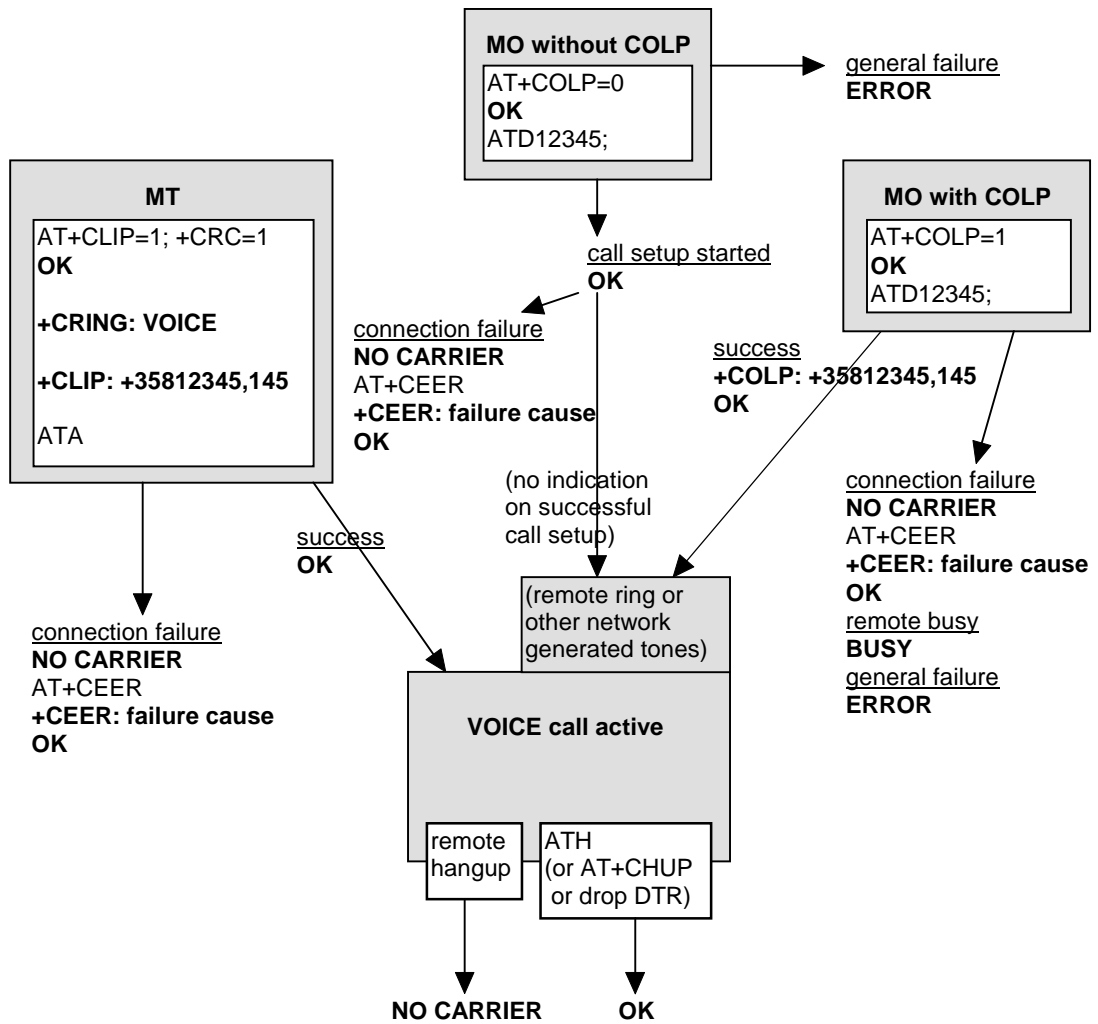 MO without COLP
AT+COLP=0
OK
ATD12345;
general failure
ERROR
MT
AT+CLIP=1; +CRC=1
OK
+CRING: VOICE
+CLIP: +35812345,145
ATA
MO with COLP
AT+COLP=1
OK
ATD12345;
call setup started
OK
connection failure
NO CARRIER
AT+CEER
+CEER: failure cause
OK
success
+COLP: +35812345,145
OK
(no indication
on successful
call setup)
success
OK
connection failure
NO CARRIER
AT+CEER
+CEER: failure cause
OK
remote busy
BUSY
general failure
ERROR
connection failure
NO CARRIER
AT+CEER
+CEER: failure cause
OK
(remote ring or
other network
generated tones)
VOICE call active
remote
hangup
ATH
(or AT+CHUP
or drop DTR)
NO CARRIER
OK